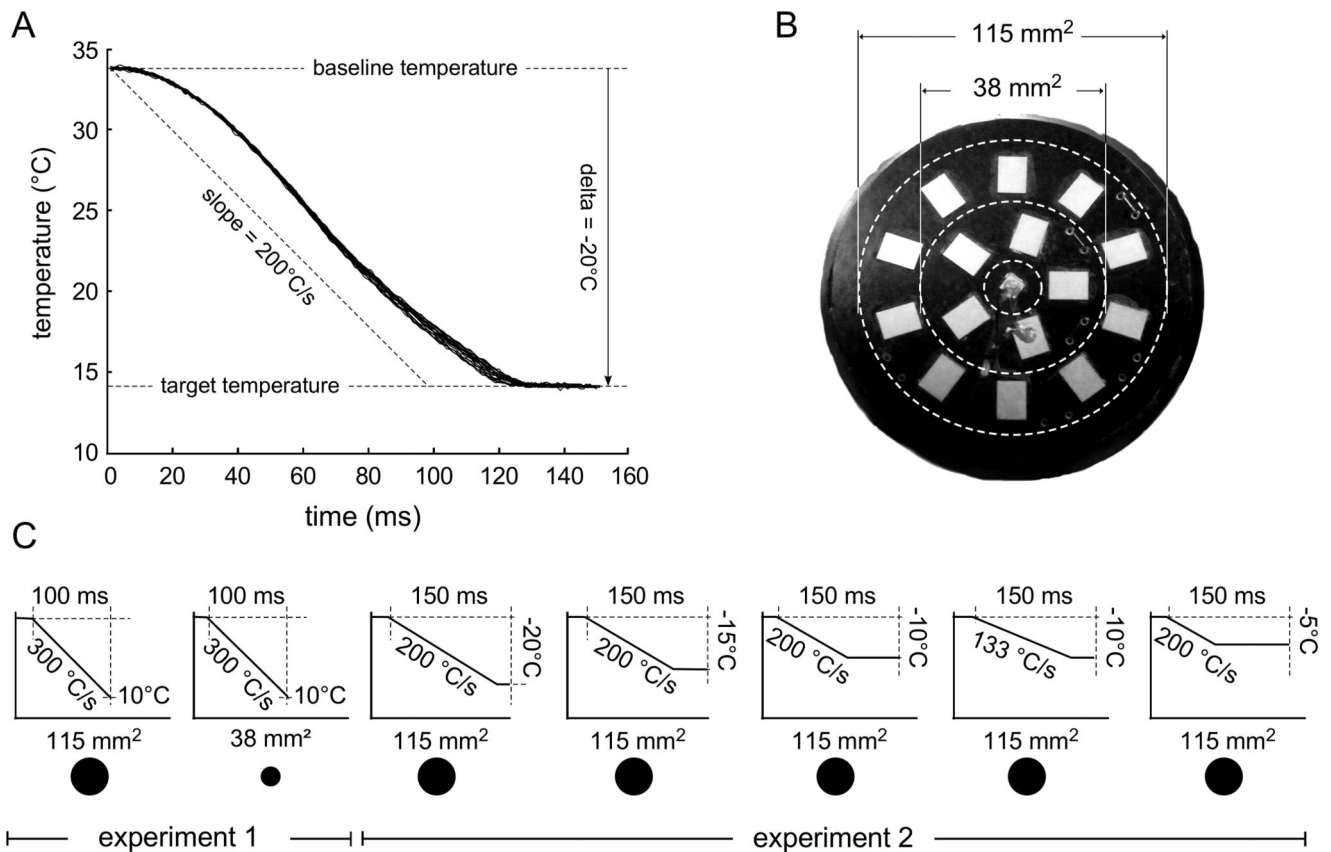 A
35
30
25
20
15
10
temperature (°C)
baseline temperature
slope = 200°C/s
delta = -20°C
target temperature
0 20 40 60 80 100 120 140 160
time (ms)
B
115 mm²
38 mm²
C
100 ms
300 °C/s
10°C
115 mm²
100 ms
300 °C/s
10°C
38 mm²
150 ms
200 °C/s
-20°C
115 mm²
150 ms
200 °C/s
-15°C
115 mm²
150 ms
200 °C/s
-10°C
115 mm²
150 ms
133 °C/s
-10°C
115 mm²
150 ms
200 °C/s
-5°C
115 mm²
experiment 1
experiment 2